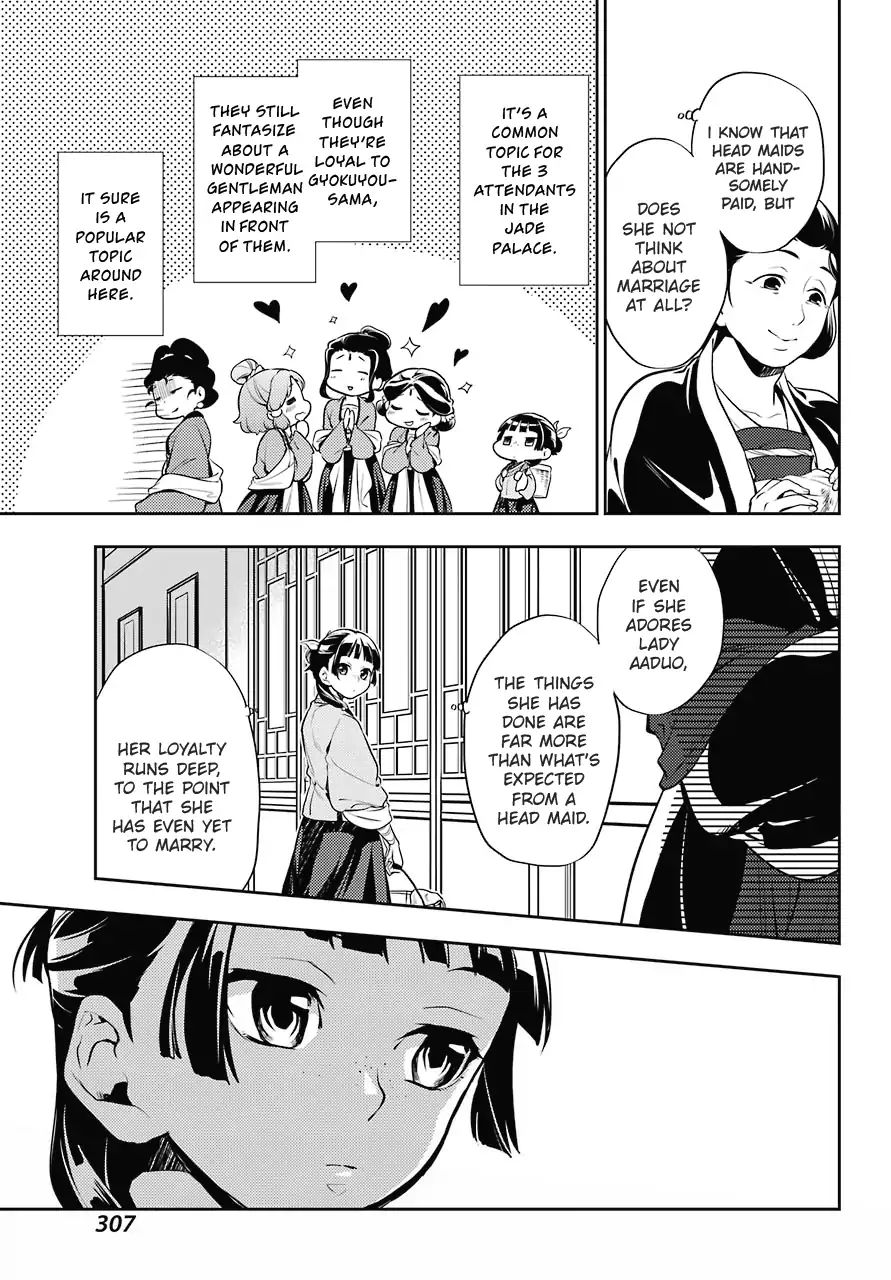 I KNOW THAT
HEAD MAIDS
ARE HAND-
SOMELY
PAID, BUT
DOES
SHE NOT
THINK
ABOUT
MARRIAGE
AT ALL?
IT'S A
COMMON
TOPIC FOR
THE 3
ATTENDANTS
IN THE
JADE
PALACE.
EVEN
THOUGH
THEY'RE
LOYAL TO
GYOKUYOU-
SAMA,
THEY STILL
FANTASIZE
ABOUT A
WONDERFUL
GENTLEMAN
APPEARING
IN FRONT
OF THEM.
IT SURE
IS A
POPULAR
TOPIC
AROUND
HERE.
EVEN
IF SHE
ADORES
LADY
AADUO,
THE THINGS
SHE HAS
DONE ARE
FAR MORE
THAN WHAT'S
EXPECTED
FROM A
HEAD MAID.
HER LOYALTY
RUNS DEEP,
TO THE POINT
THAT SHE
HAS EVEN YET
TO MARRY.
307